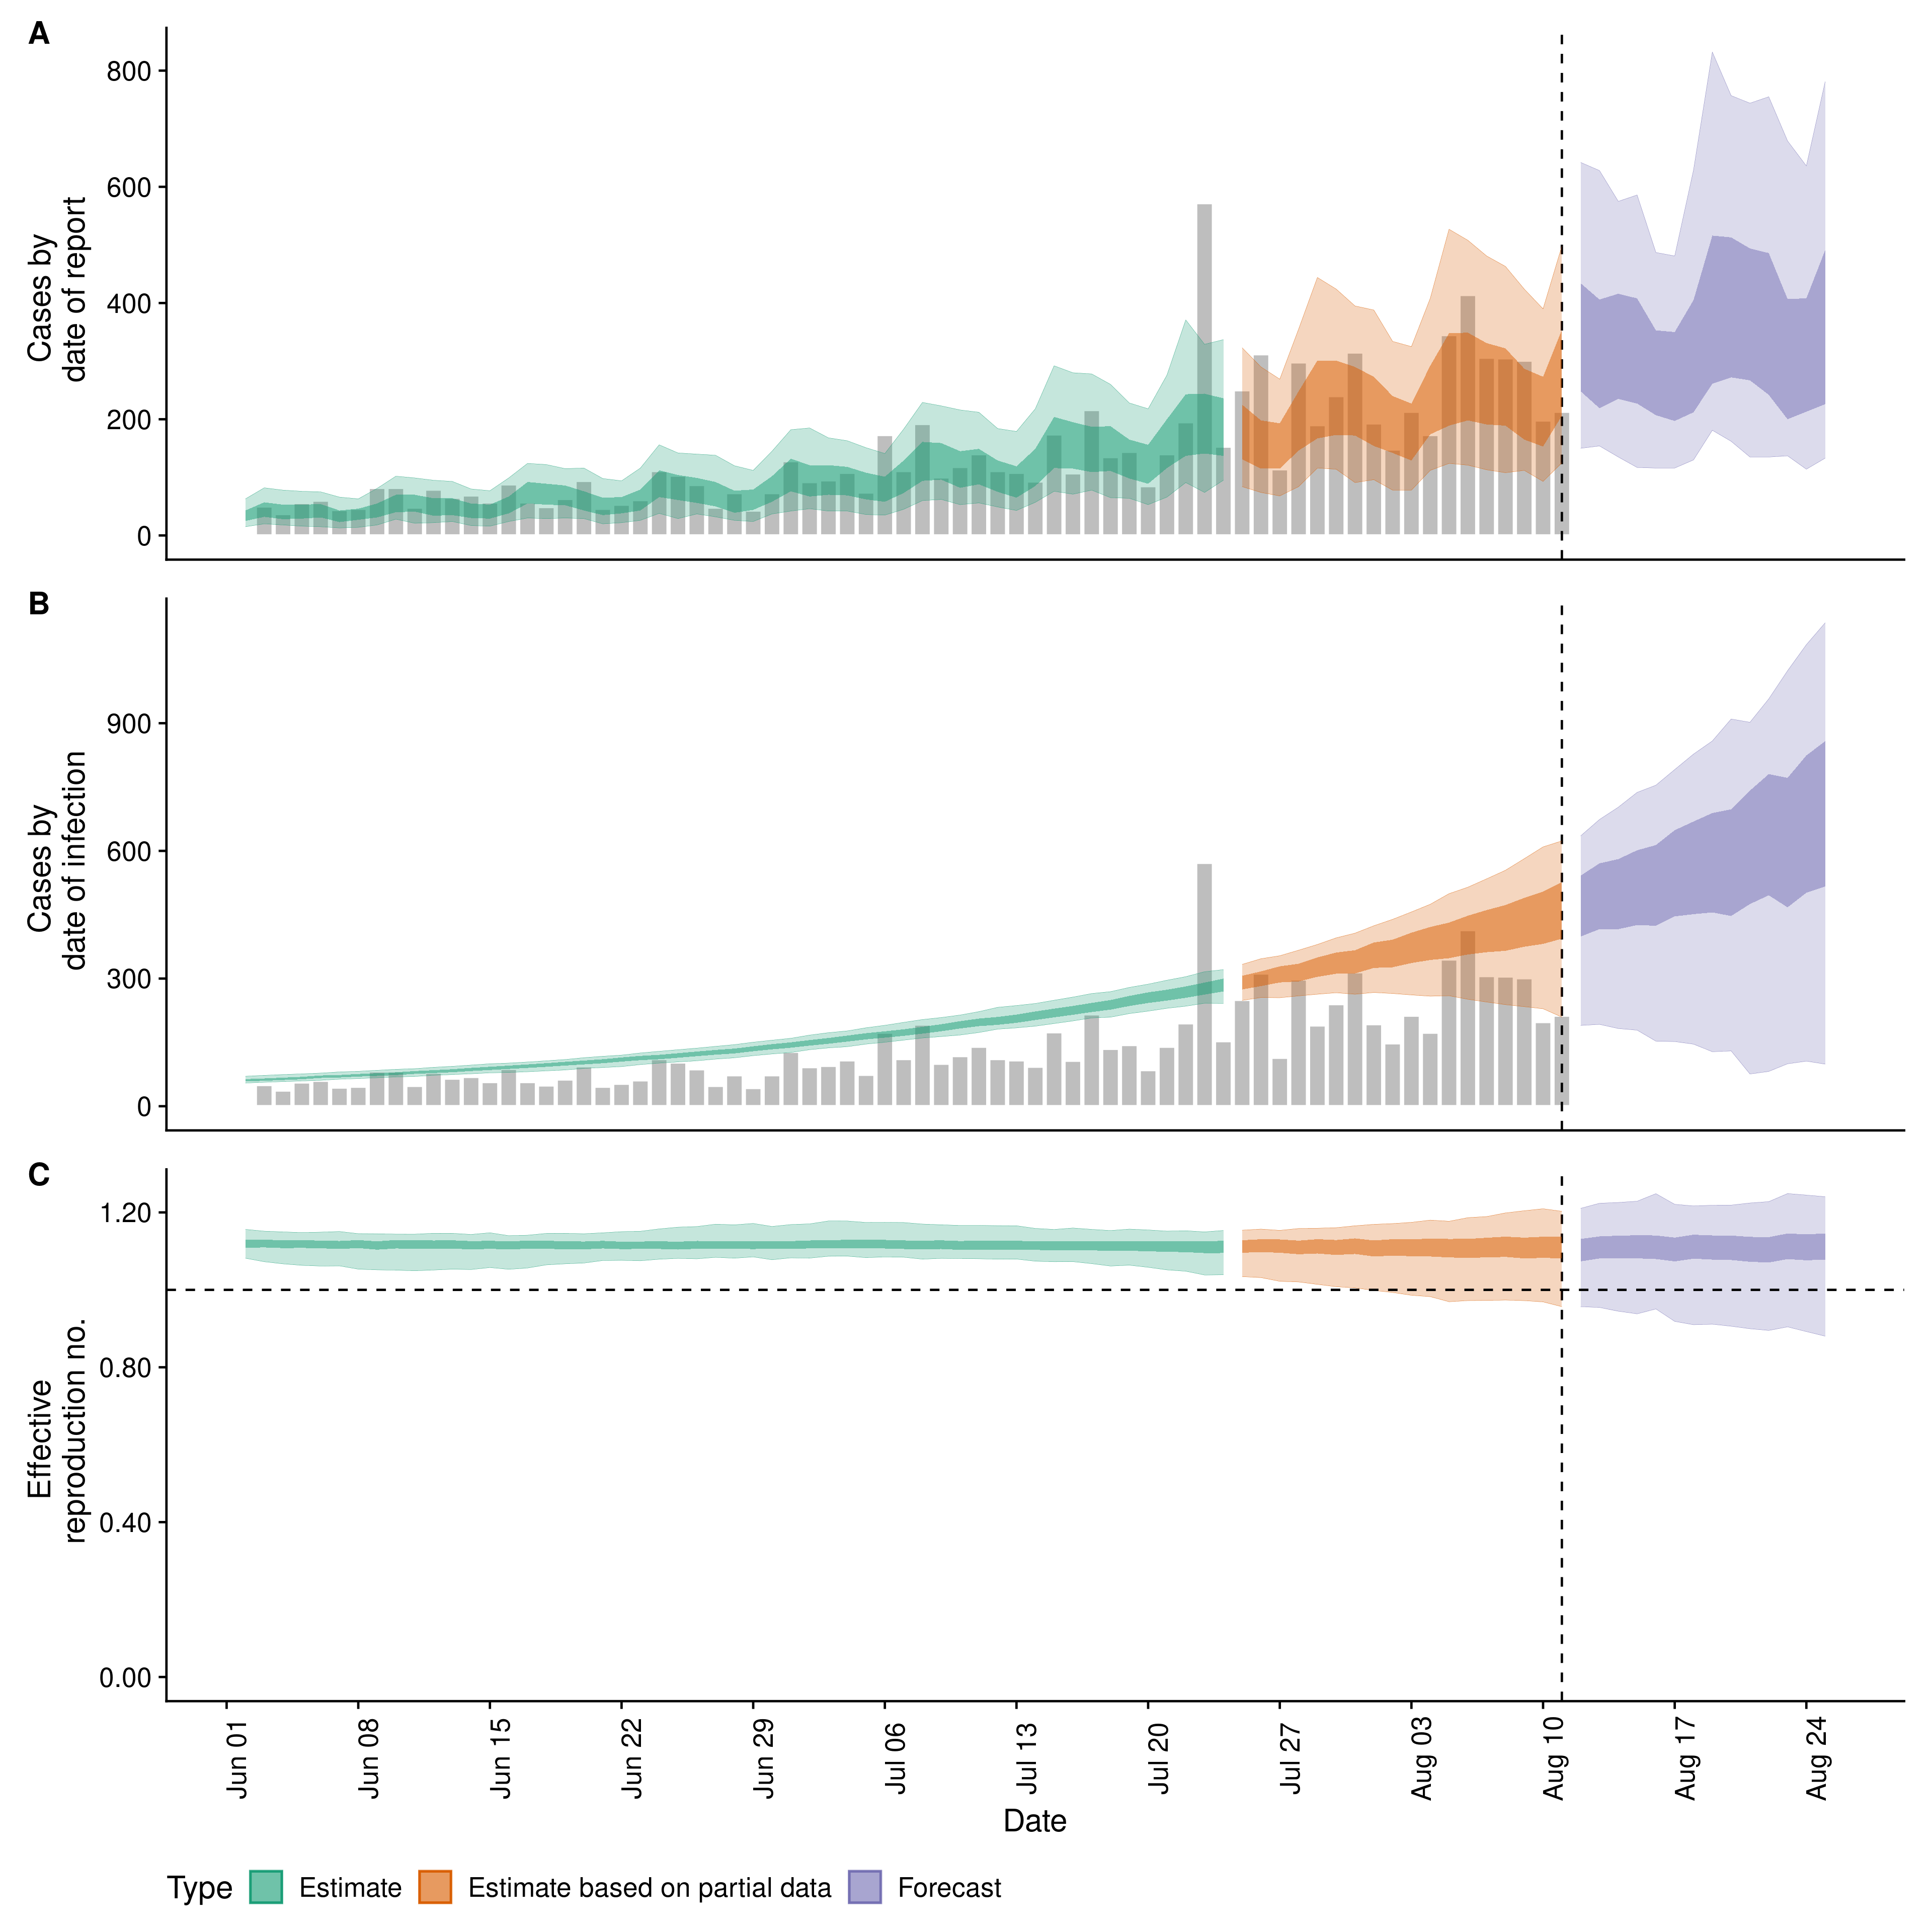 A
800
600
400
200
0
Cases by
date of report
B
900
600
300
0
Cases by
date of infection
C
1.20
0.80
0.40
0.00
Effective
reproduction no.
Jun 01
Jun 08
Jun 15
Jun 22
Jun 29
Jul 06
Jul 13
Jul 20
Jul 27
Aug 03
Aug 10
Aug 17
Aug 24
Date
Type Estimate Estimate based on partial data Forecast